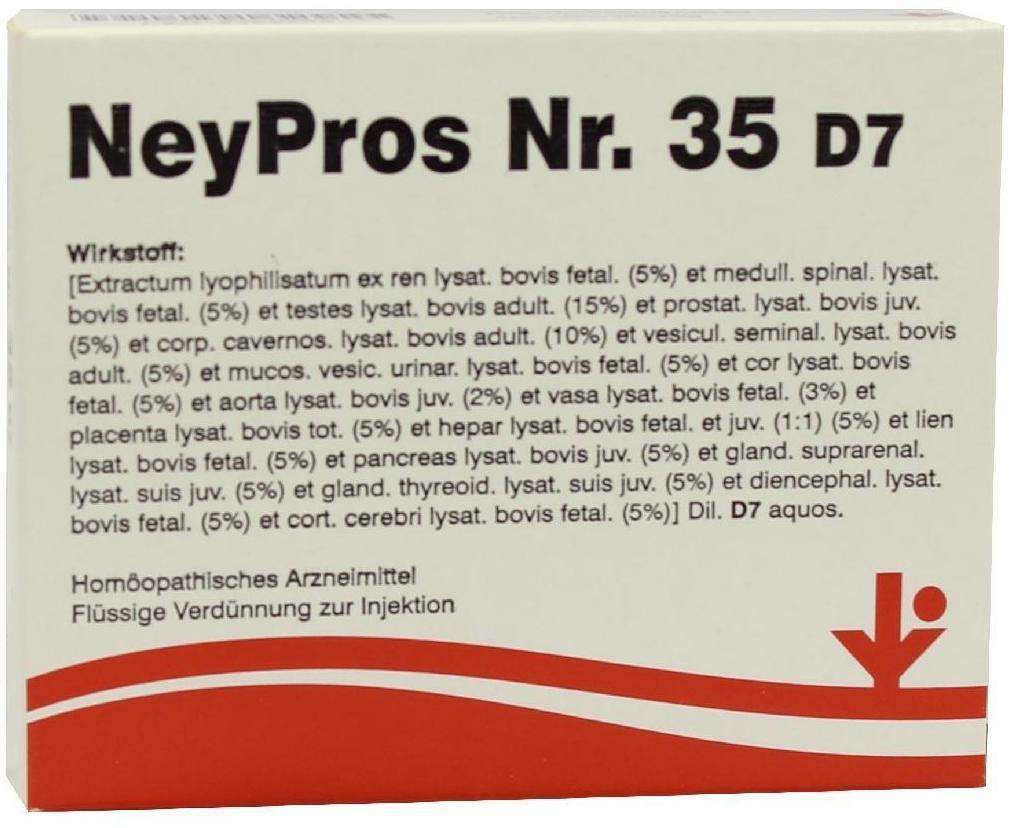 NeyPros Nr. 35 D7
Wirkstoff:
[Extractum lyophilisatum ex ren lysat. bovis fetal. (5%) et medull. spinal. lysat.
bovis fetal. (5%) et testes lysat. bovis adult. (15%) et prostat. lysat. bovis juv.
(5%) et corp. cavernos. lysat. bovis adult. (10%) et vesicul. seminal. lysat. bovis
adult. (5%) et mucos. vesic. urinar. lysat. bovis fetal. (5%) et cor lysat. bovis
fetal. (5%) et aorta lysat. bovis juv. (2%) et vasa lysat. bovis fetal. (3%) et
placenta lysat. bovis tot. (5%) et hepar lysat. bovis fetal. et juv. (1:1) (5%) et lien
lysat. bovis fetal. (5%) et pancreas lysat. bovis juv. (5%) et gland. suprarenal.
lysat. suis juv. (5%) et gland. thyreoid. lysat. suis juv. (5%) et diencephal. lysat.
bovis fetal. (5%) et cort. cerebri lysat. bovis fetal. (5%)] Dil. D7 aquos.
Homöopathisches Arzneimittel
Flüssige Verdünnung zur Injektion